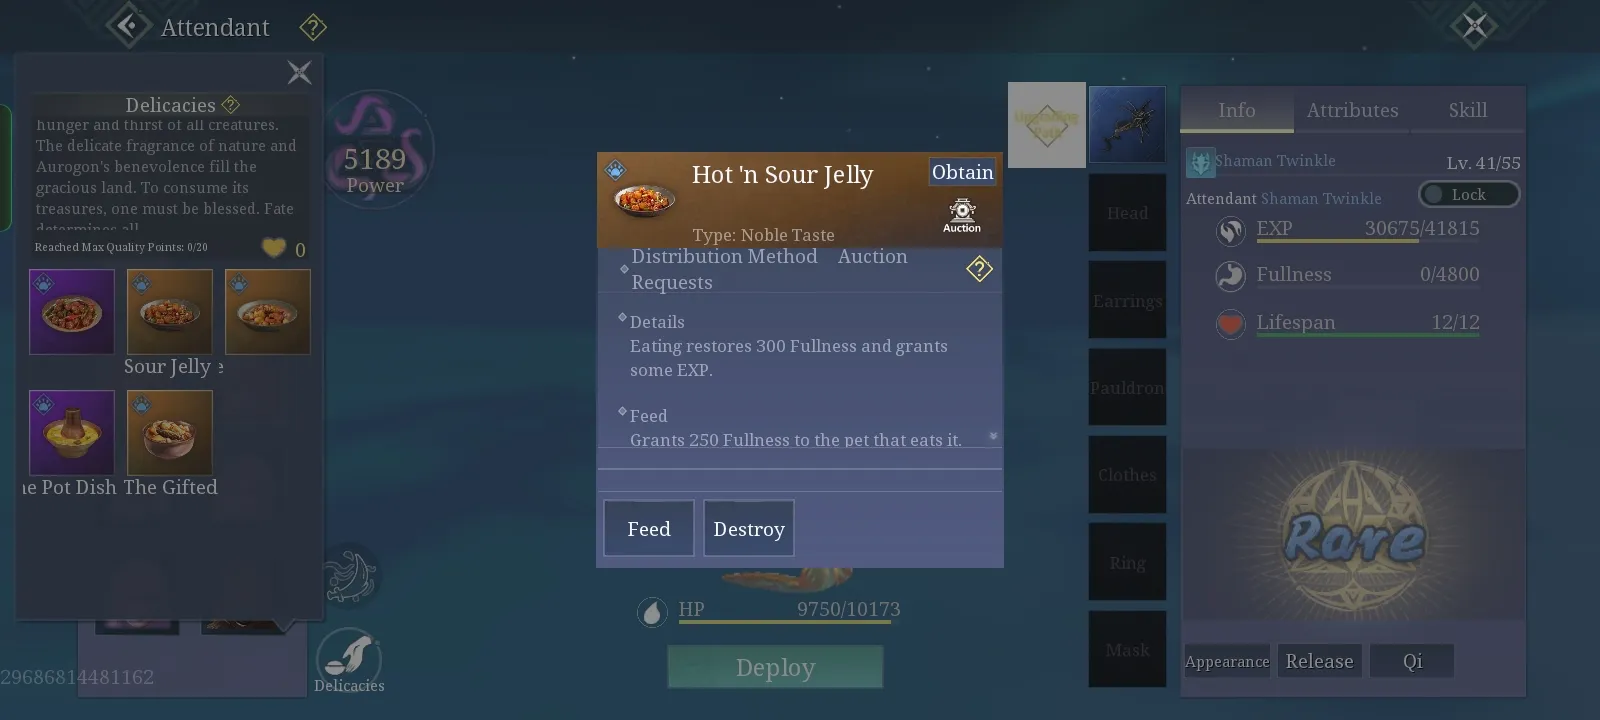 Attendant
Delicacies
hunger and thirst of all creatures.
The delicate fragrance of nature and
Aurogon's benevolence fill the
gracious land. To consume its
treasures, one must be blessed. Fate
determines all
Reached Max Quality Points: 0/20
0
Sour Jelly
Pot Dish
The Gifted
29686814481162
5189
Power
Delicacies
Hot 'n Sour Jelly
Obtain
Auction
Type: Noble Taste
Distribution Method Auction
Requests
Details
Eating restores 300 Fullness and grants
some EXP.
Feed
Grants 250 Fullness to the pet that eats it.
Feed
Destroy
HP 9750/10173
Deploy
Upgrading
Path
Head
Earrings
Pauldron
Clothes
Ring
Mask
Info
Attributes
Skill
Shaman Twinkle
Lv. 41/55
Attendant Shaman Twinkle
Lock
EXP 30675/41815
Fullness 0/4800
Lifespan 12/12
Rare
Appearance
Release
Qi